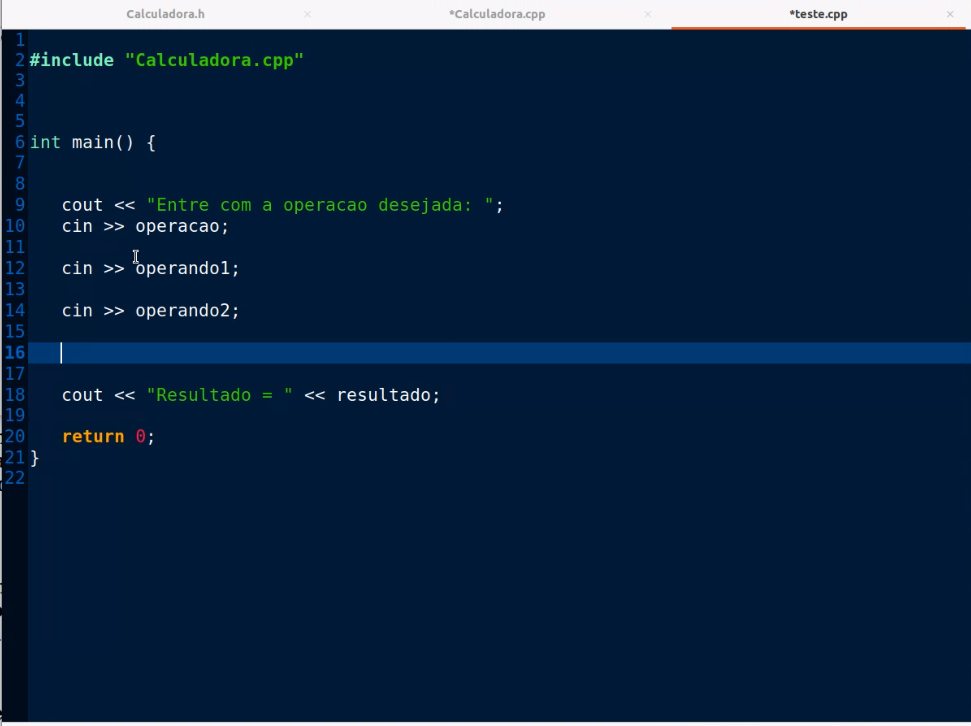 Calculadora.h
*Calculadora.cpp
*teste.cpp
1
2 #include "Calculadora.cpp"
3
4
5
6 int main() {
7
8
9 cout << "Entre com a operacao desejada: ";
10 cin >> operacao;
11
12 cin >> operando1;
13
14 cin >> operando2;
15
16
17
18 cout << "Resultado = " << resultado;
19
20 return 0;
21 }
22